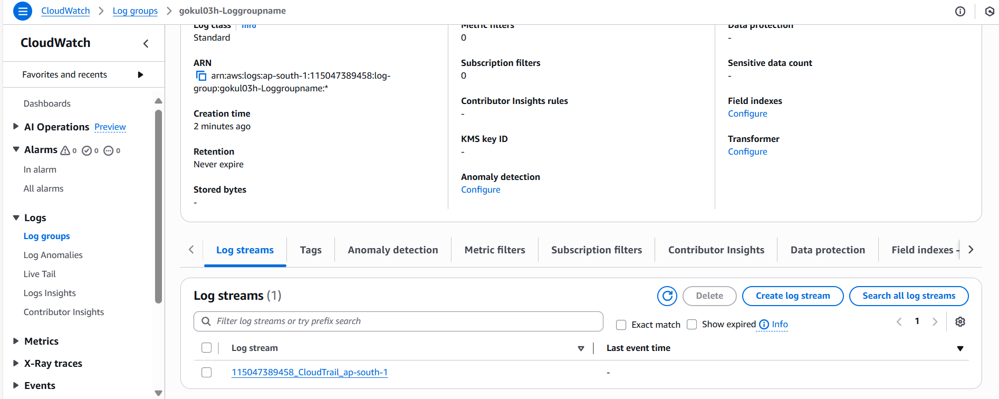 CloudWatch > Log groups > gokul03h-Loggroupname
CloudWatch
Favorites and recents
Dashboards
AI Operations Preview
Alarms 0 0 0
In alarm
All alarms
Logs
Log groups
Log Anomalies
Live Tail
Logs Insights
Contributor Insights
Metrics
X-Ray traces
Events
Log class Info
Standard
ARN
arn:aws:logs:ap-south-1:115047389458:log-
group:gokul03h-Loggroupname:*
Creation time
2 minutes ago
Retention
Never expire
Stored bytes
-
Metric filters
0
Subscription filters
0
Contributor Insights rules
-
KMS key ID
-
Anomaly detection
Configure
Data protection
-
Sensitive data count
-
Field indexes
Configure
Transformer
Configure
Log streams Tags Anomaly detection Metric filters Subscription filters Contributor Insights Data protection Field indexes -
Log streams (1)
Delete Create log stream Search all log streams
Filter log streams or try prefix search
Exact match Show expired Info
1
Log stream Last event time
115047389458_CloudTrail_ap-south-1 -